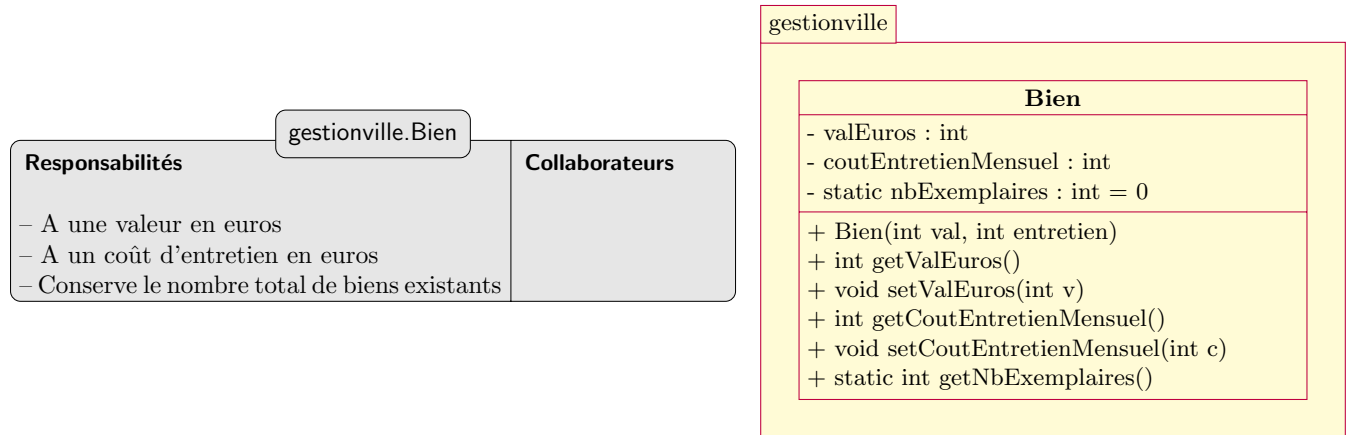 gestionville.Bien
Responsabilités
– A une valeur en euros
– A un coût d'entretien en euros
– Conserve le nombre total de biens existants
Collaborateurs
gestionville
Bien
- valEuros : int
- coutEntretienMensuel : int
- static nbExemplaires : int = 0
+ Bien(int val, int entretien)
+ int getValEuros()
+ void setValEuros(int v)
+ int getCoutEntretienMensuel()
+ void setCoutEntretienMensuel(int c)
+ static int getNbExemplaires()